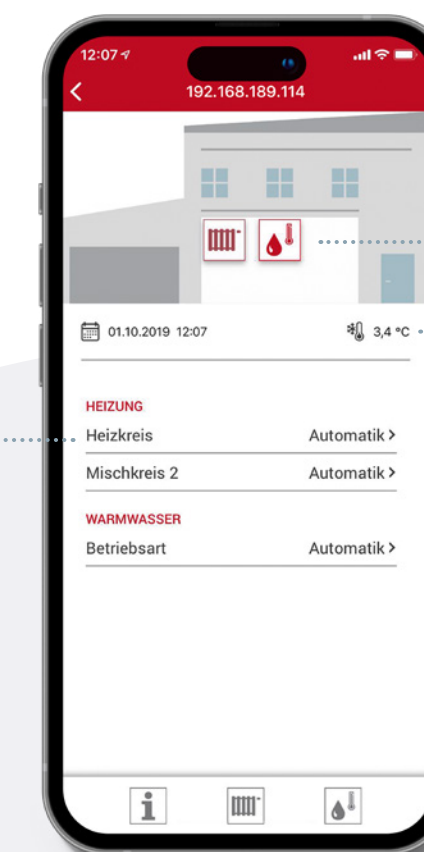 12:07
192.168.189.114
01.10.2019 12:07 3,4 °C
HEIZUNG
Heizkreis Automatik >
Mischkreis 2 Automatik >
WARMWASSER
Betriebsart Automatik >